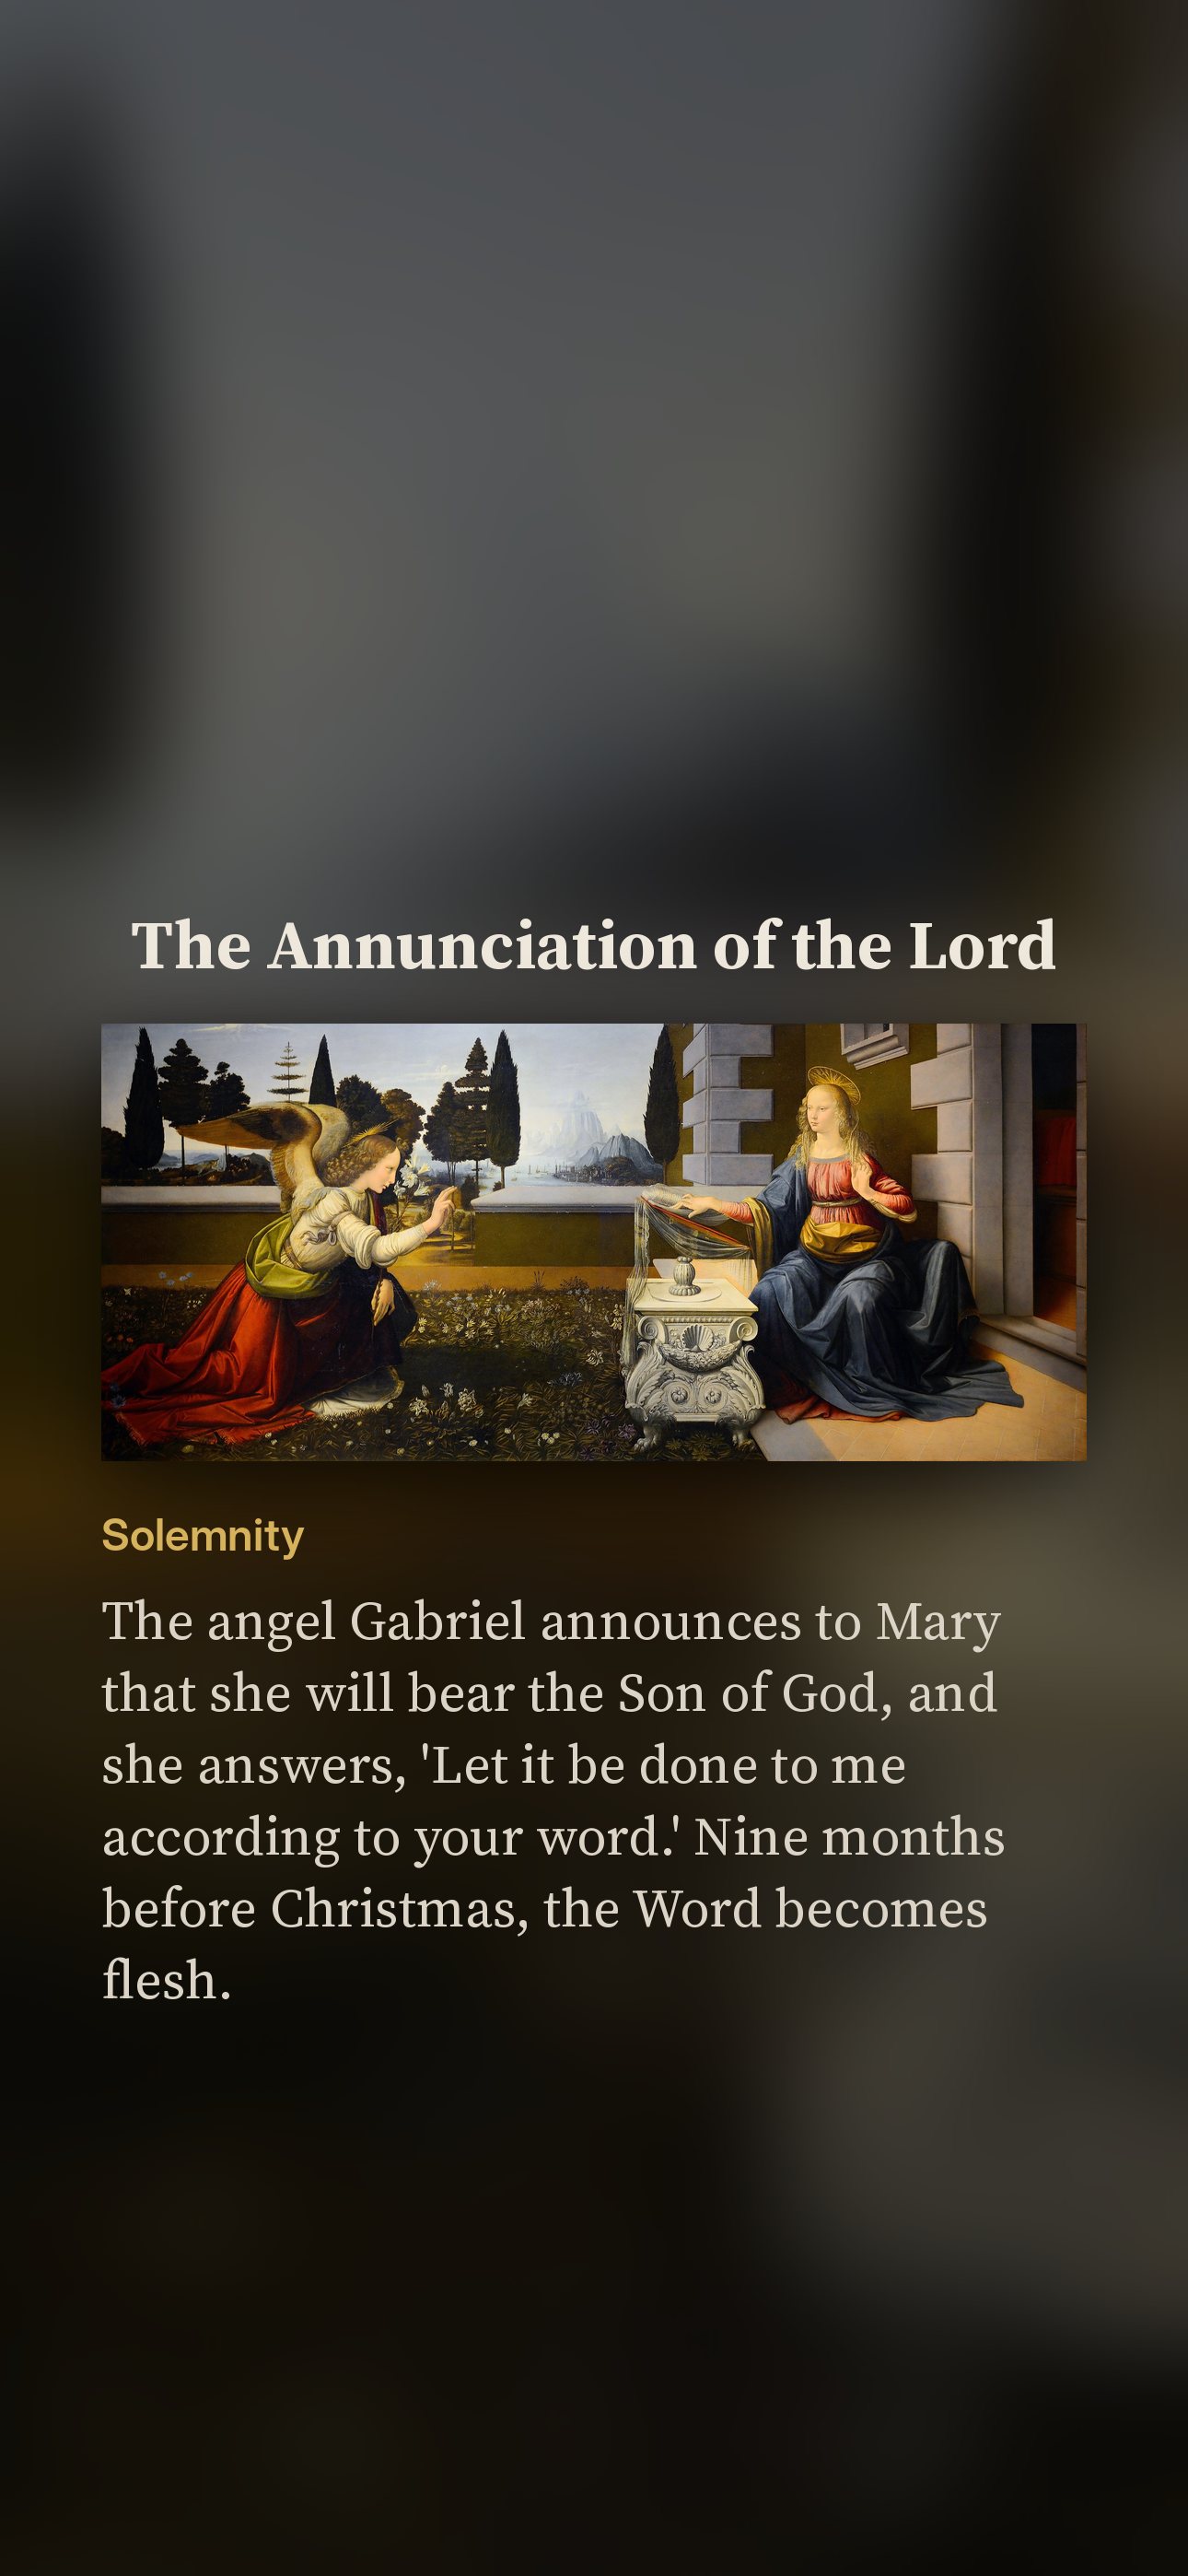 The Annunciation of the Lord
Solemnity
The angel Gabriel announces to Mary
that she will bear the Son of God, and
she answers, 'Let it be done to me
according to your word.' Nine months
before Christmas, the Word becomes
flesh.